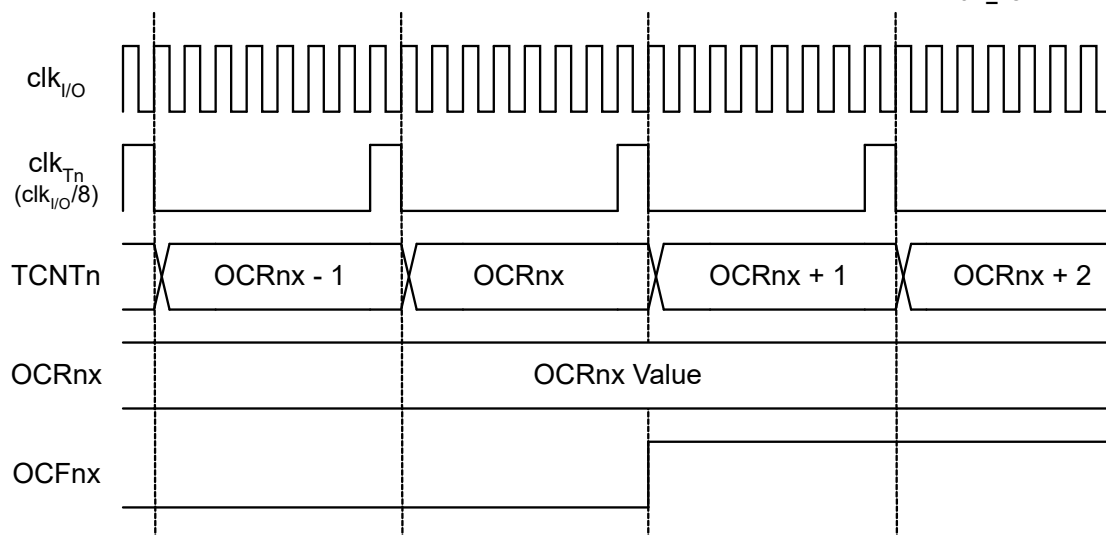 clkI/O
clkTn
(clkI/O/8)
TCNTn OCRnx - 1 OCRnx OCRnx + 1 OCRnx + 2
OCRnx OCRnx Value
OCFnx